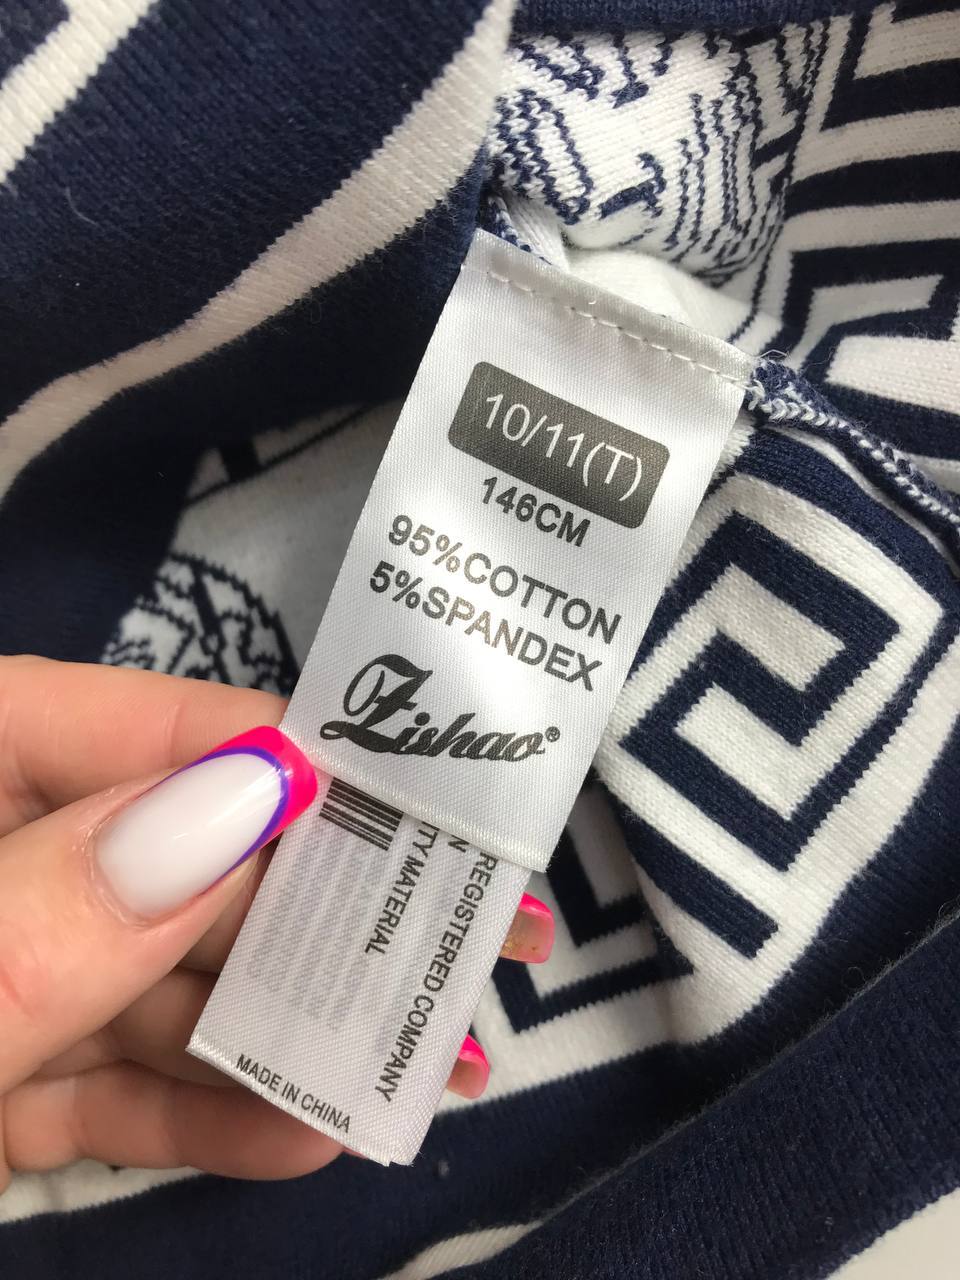 10/11(T)
146CM
95%COTTON
5%SPANDEX
Zishao®
REGISTERED COMPANY
MATERIAL
MADE IN CHINA